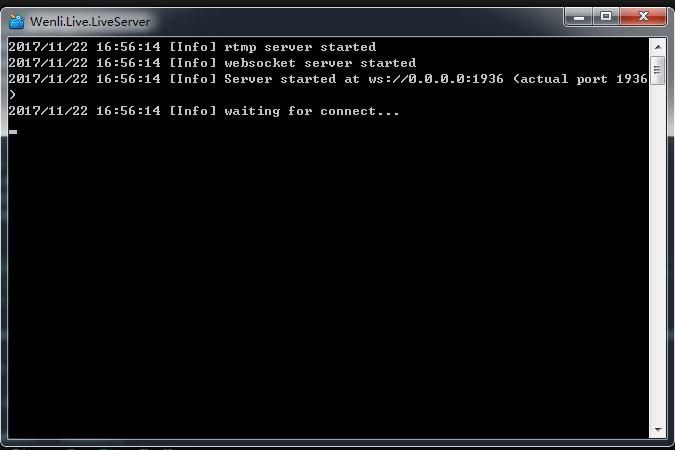 Wenli.Live.LiveServer
2017/11/22 16:56:14 [Info] rtmp server started
2017/11/22 16:56:14 [Info] websocket server started
2017/11/22 16:56:14 [Info] Server started at ws://0.0.0.0:1936 (actual port 1936
)
2017/11/22 16:56:14 [Info] waiting for connect...